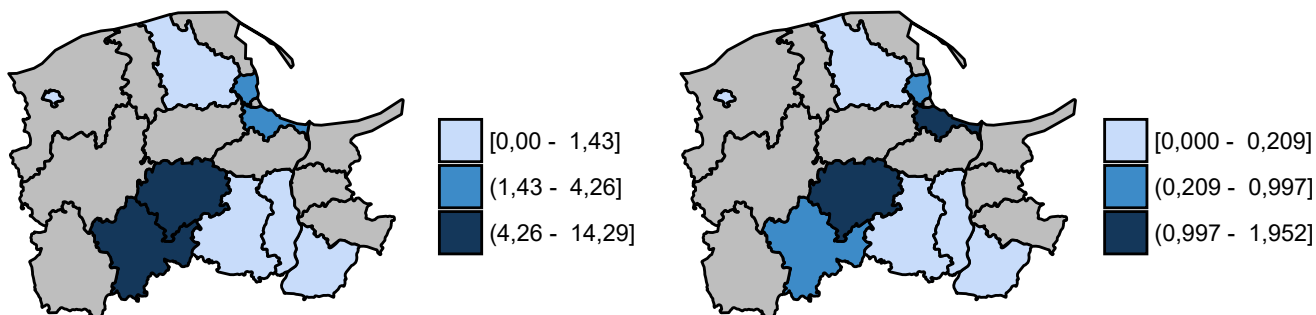 [0,00 - 1,43]
(1,43 - 4,26]
(4,26 - 14,29]
[0,000 - 0,209]
(0,209 - 0,997]
(0,997 - 1,952]